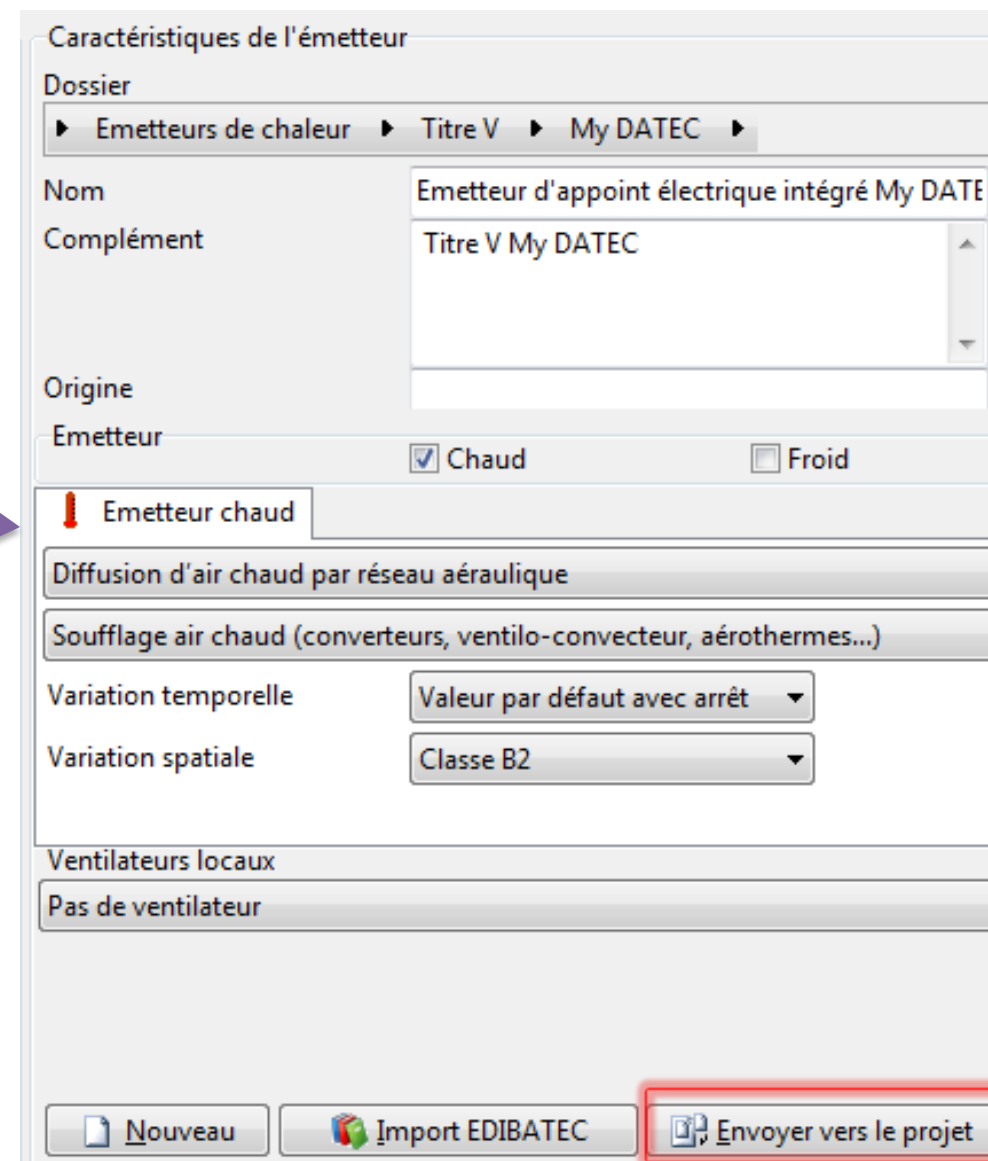 Caractéristiques de l'émetteur
Dossier
Emetteurs de chaleur Titre V My DATEC
Nom Emetteur d'appoint électrique intégré My DATE
Complément Titre V My DATEC
Origine
Emetteur Chaud Froid
Emetteur chaud
Diffusion d'air chaud par réseau aéraulique
Soufflage air chaud (converteurs, ventilo-convecteur, aérothermes...)
Variation temporelle Valeur par défaut avec arrêt
Variation spatiale Classe B2
Ventilateurs locaux
Pas de ventilateur
Nouveau Import EDIBATEC Envoyer vers le projet